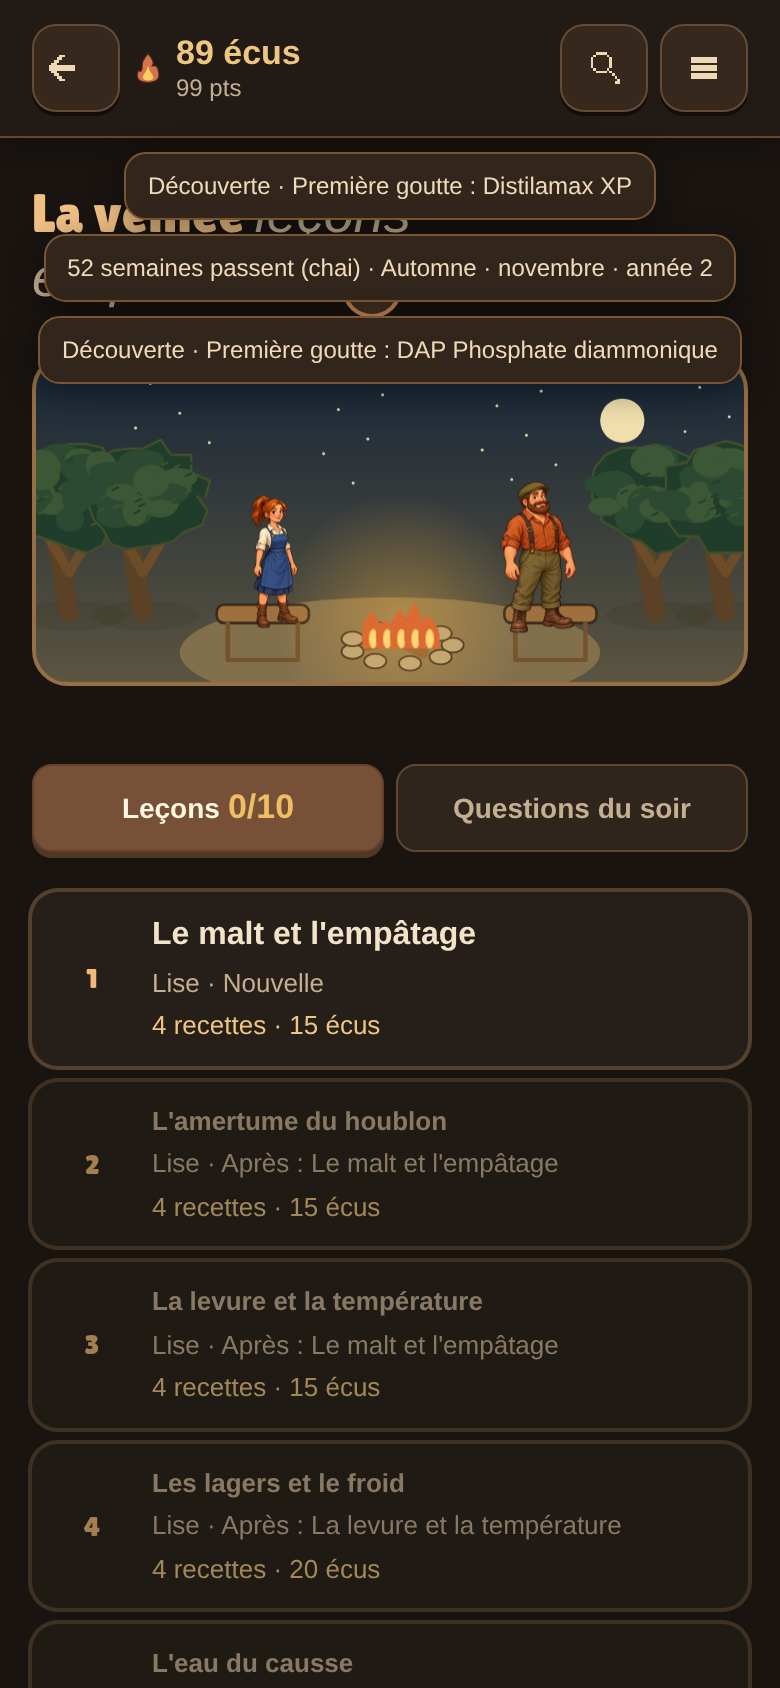 89 écus
99 pts
Découverte · Première goutte : Distilamax XP
La veillée leçons
52 semaines passent (chai) · Automne · novembre · année 2
Découverte · Première goutte : DAP Phosphate diammonique
Leçons 0/10
Questions du soir
1
Le malt et l'empâtage
Lise · Nouvelle
4 recettes · 15 écus
2
L'amertume du houblon
Lise · Après : Le malt et l'empâtage
4 recettes · 15 écus
3
La levure et la température
Lise · Après : Le malt et l'empâtage
4 recettes · 15 écus
4
Les lagers et le froid
Lise · Après : La levure et la température
4 recettes · 20 écus
L'eau du causse